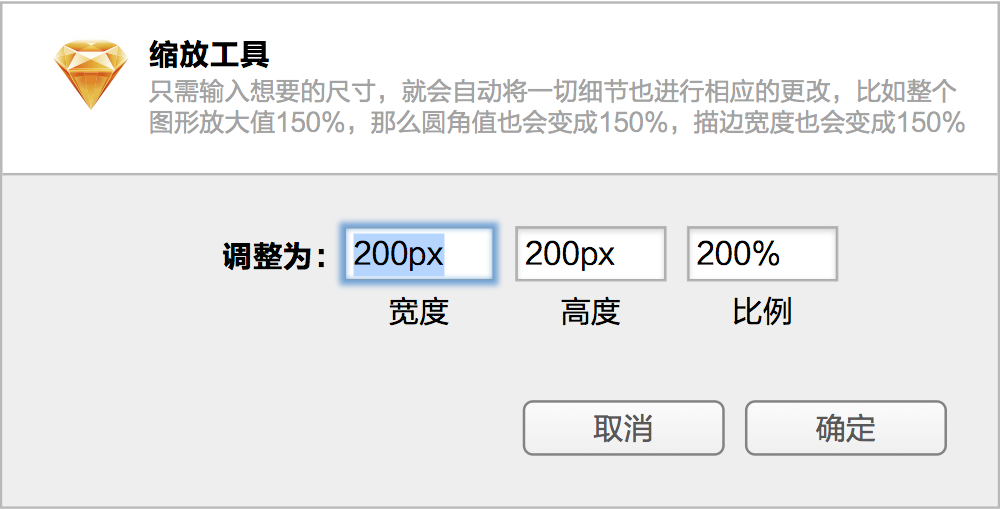 缩放工具
只需输入想要的尺寸，就会自动将一切细节也进行相应的更改，比如整个
图形放大值150%，那么圆角值也会变成150%，描边宽度也会变成150%
调整为： 200px 200px 200%
宽度 高度 比例
取消 确定